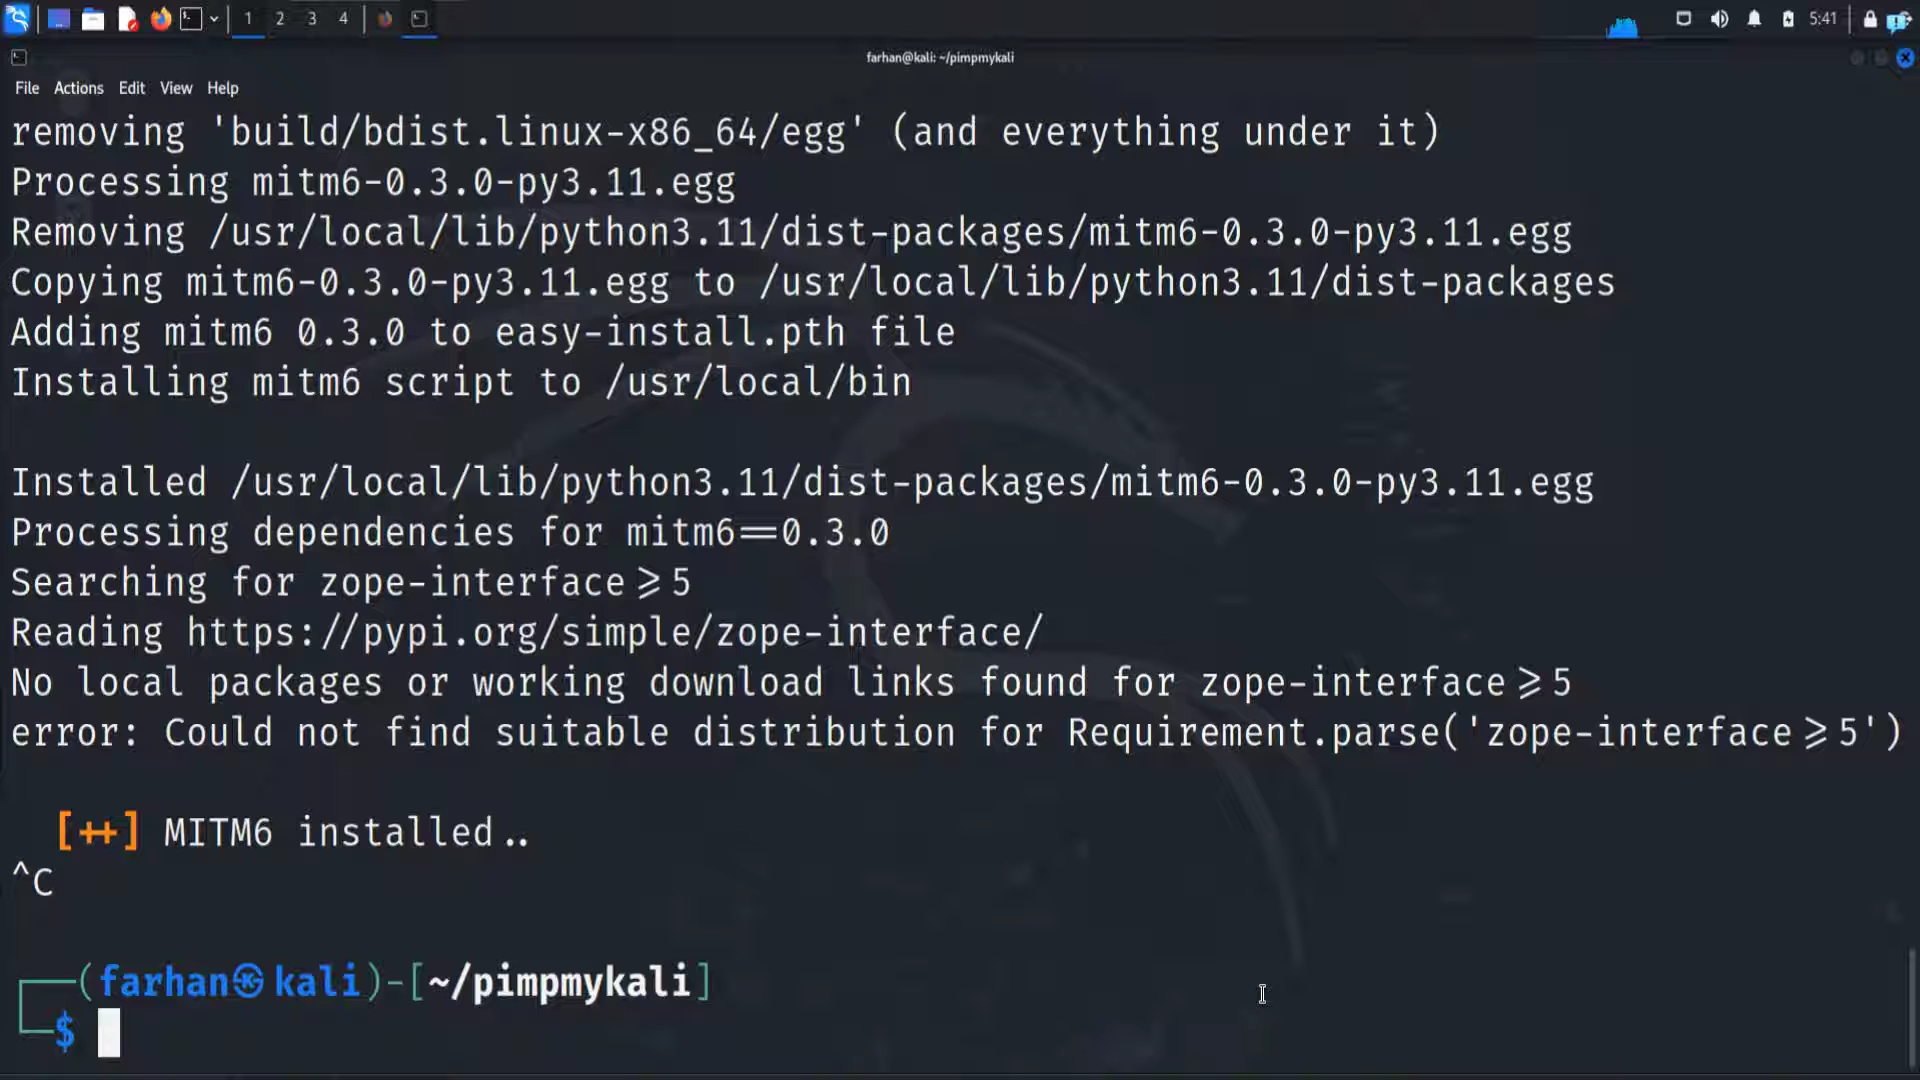 1 2 3 4
5:41
farhan@kali: ~/pimpmykali
File Actions Edit View Help
removing 'build/bdist.linux-x86_64/egg' (and everything under it)
Processing mitm6-0.3.0-py3.11.egg
Removing /usr/local/lib/python3.11/dist-packages/mitm6-0.3.0-py3.11.egg
Copying mitm6-0.3.0-py3.11.egg to /usr/local/lib/python3.11/dist-packages
Adding mitm6 0.3.0 to easy-install.pth file
Installing mitm6 script to /usr/local/bin
Installed /usr/local/lib/python3.11/dist-packages/mitm6-0.3.0-py3.11.egg
Processing dependencies for mitm6==0.3.0
Searching for zope-interface>=5
Reading https://pypi.org/simple/zope-interface/
No local packages or working download links found for zope-interface>=5
error: Could not find suitable distribution for Requirement.parse('zope-interface>=5')
[++] MITM6 installed..
^C
(farhan㉿kali)-[~/pimpmykali]
$